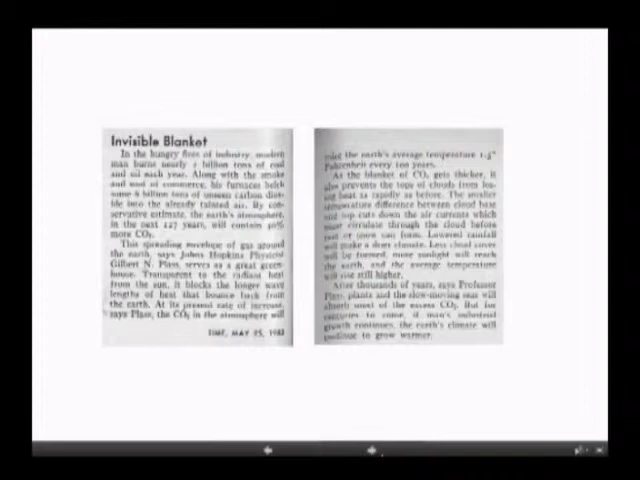 Invisible Blanket
In the hungry fires of industry, modern
man burns nearly 2 billion tons of coal
and oil each year. Along with the smoke
and soot of commerce, his furnaces belch
some 6 billion tons of unseen carbon diox-
ide into the already tainted air. By con-
servative estimate, the earth's atmosphere,
in the next 127 years, will contain 50%
more CO₂.
This spreading envelope of gas around
the earth, says Johns Hopkins Physicist
Gilbert N. Plass, serves as a great green-
house. Transparent to the radiant heat
from the sun, it blocks the longer wave
lengths of heat that bounce back from
the earth. At its present rate of increase,
says Plass, the CO₂ in the atmosphere will
TIME, MAY 25, 1953
raise the earth's average temperature 1.5°
Fahrenheit every 100 years.
As the blanket of CO₂ gets thicker, it
also prevents the tops of clouds from los-
ing heat as rapidly as before. The smaller
temperature difference between cloud base
and top cuts down the air currents which
must circulate through the cloud before
rain or snow can form. Lowered rainfall
will make a drier climate. Less cloud cover
will be formed, more sunlight will reach
the earth, and the average temperature
will rise still higher.
After thousands of years, says Professor
Plass, plants and the slow-moving seas will
absorb most of the excess CO₂. But for
centuries to come, if man's industrial
growth continues, the earth's climate will
continue to grow warmer.